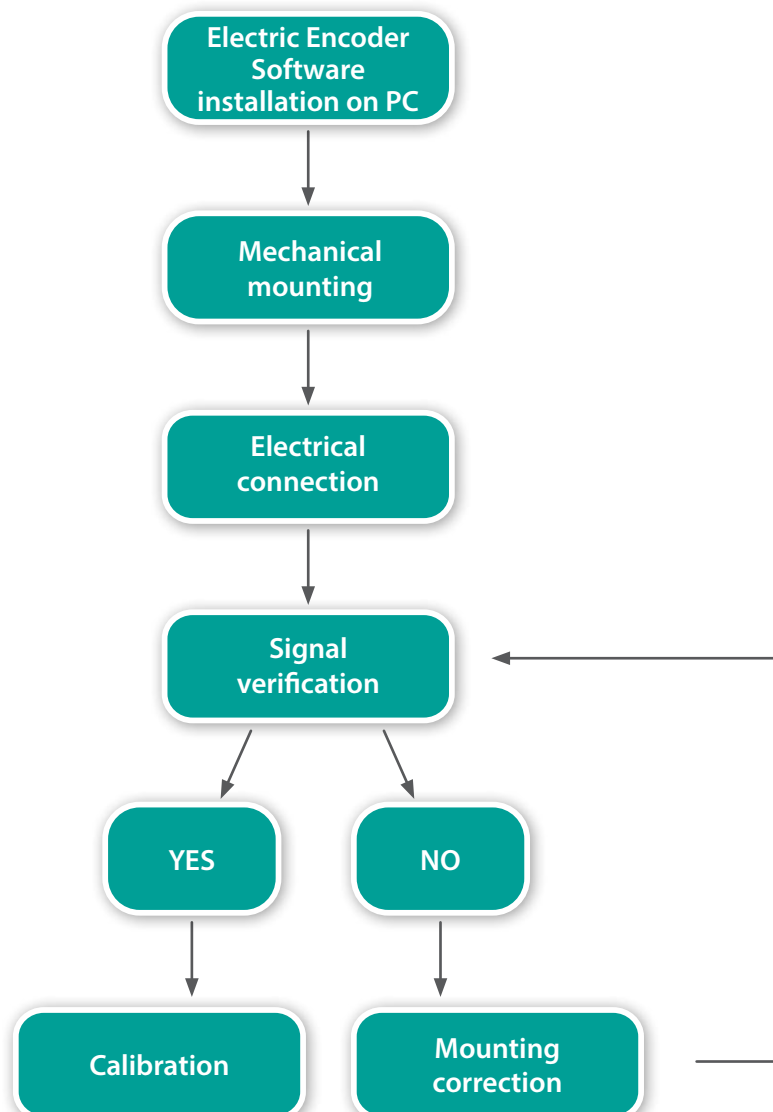 Electric Encoder
Software
installation on PC
Mechanical
mounting
Electrical
connection
Signal
verification
YES
NO
Calibration
Mounting
correction